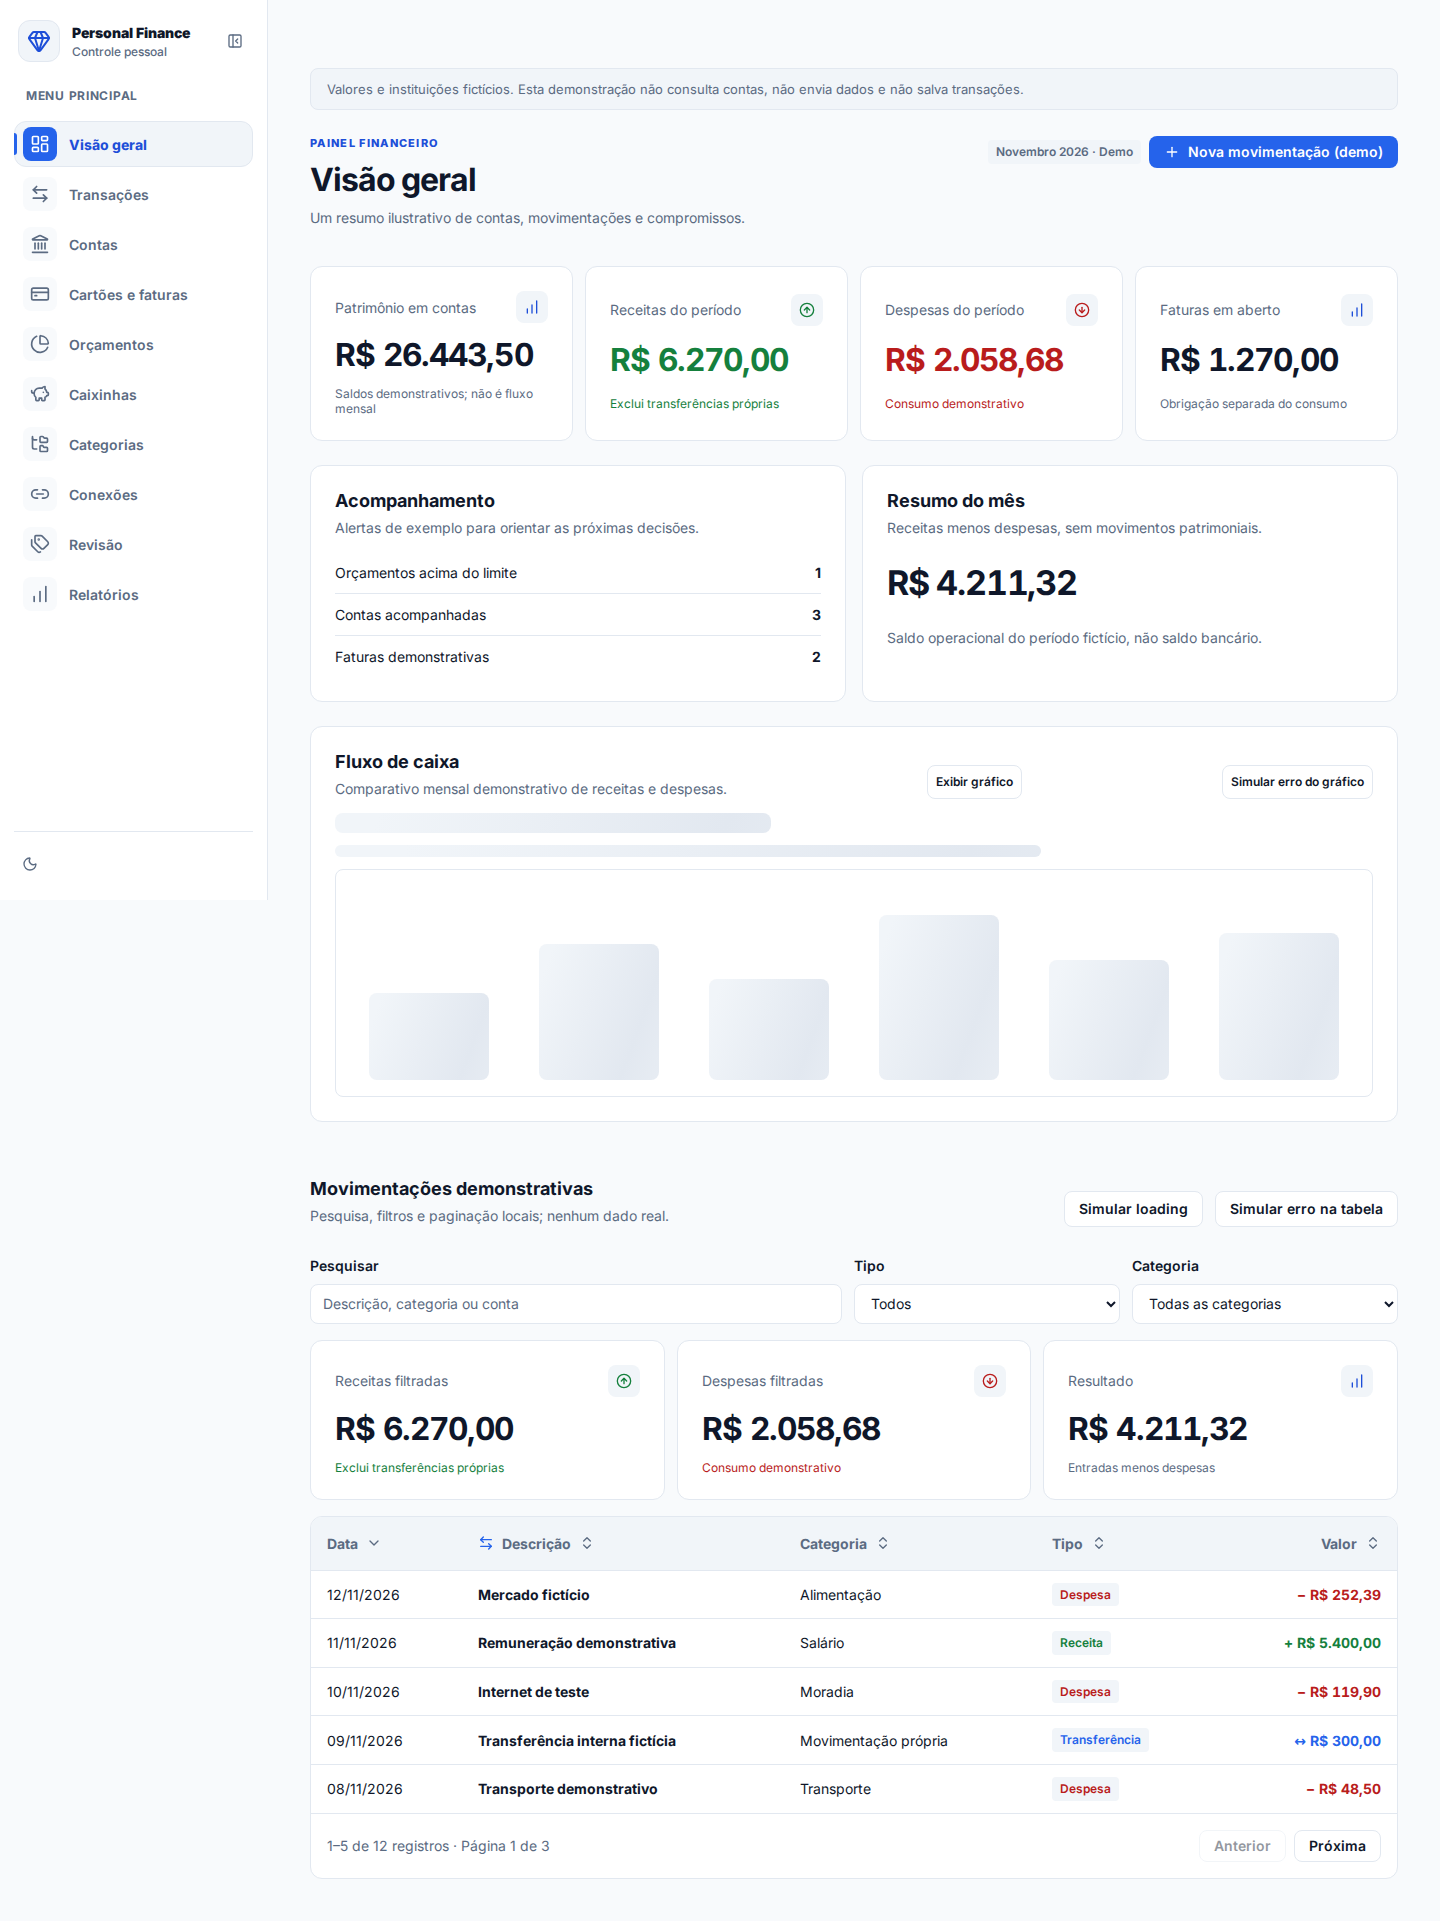 Personal Finance
Controle pessoal
MENU PRINCIPAL
Visão geral
Transações
Contas
Cartões e faturas
Orçamentos
Caixinhas
Categorias
Conexões
Revisão
Relatórios
Valores e instituições fictícios. Esta demonstração não consulta contas, não envia dados e não salva transações.
PAINEL FINANCEIRO
Visão geral
Um resumo ilustrativo de contas, movimentações e compromissos.
Novembro 2026 · Demo
Nova movimentação (demo)
Patrimônio em contas
R$ 26.443,50
Saldos demonstrativos; não é fluxo
mensal
Receitas do período
R$ 6.270,00
Exclui transferências próprias
Despesas do período
R$ 2.058,68
Consumo demonstrativo
Faturas em aberto
R$ 1.270,00
Obrigação separada do consumo
Acompanhamento
Alertas de exemplo para orientar as próximas decisões.
Orçamentos acima do limite 1
Contas acompanhadas 3
Faturas demonstrativas 2
Resumo do mês
Receitas menos despesas, sem movimentos patrimoniais.
R$ 4.211,32
Saldo operacional do período fictício, não saldo bancário.
Fluxo de caixa
Comparativo mensal demonstrativo de receitas e despesas.
Exibir gráfico
Simular erro do gráfico
Movimentações demonstrativas
Pesquisa, filtros e paginação locais; nenhum dado real.
Simular loading
Simular erro na tabela
Pesquisar
Descrição, categoria ou conta
Tipo
Todos
Categoria
Todas as categorias
Receitas filtradas
R$ 6.270,00
Exclui transferências próprias
Despesas filtradas
R$ 2.058,68
Consumo demonstrativo
Resultado
R$ 4.211,32
Entradas menos despesas
Data Descrição Categoria Tipo Valor
12/11/2026 Mercado fictício Alimentação Despesa − R$ 252,39
11/11/2026 Remuneração demonstrativa Salário Receita + R$ 5.400,00
10/11/2026 Internet de teste Moradia Despesa − R$ 119,90
09/11/2026 Transferência interna fictícia Movimentação própria Transferência ↔ R$ 300,00
08/11/2026 Transporte demonstrativo Transporte Despesa − R$ 48,50
1–5 de 12 registros · Página 1 de 3
Anterior
Próxima